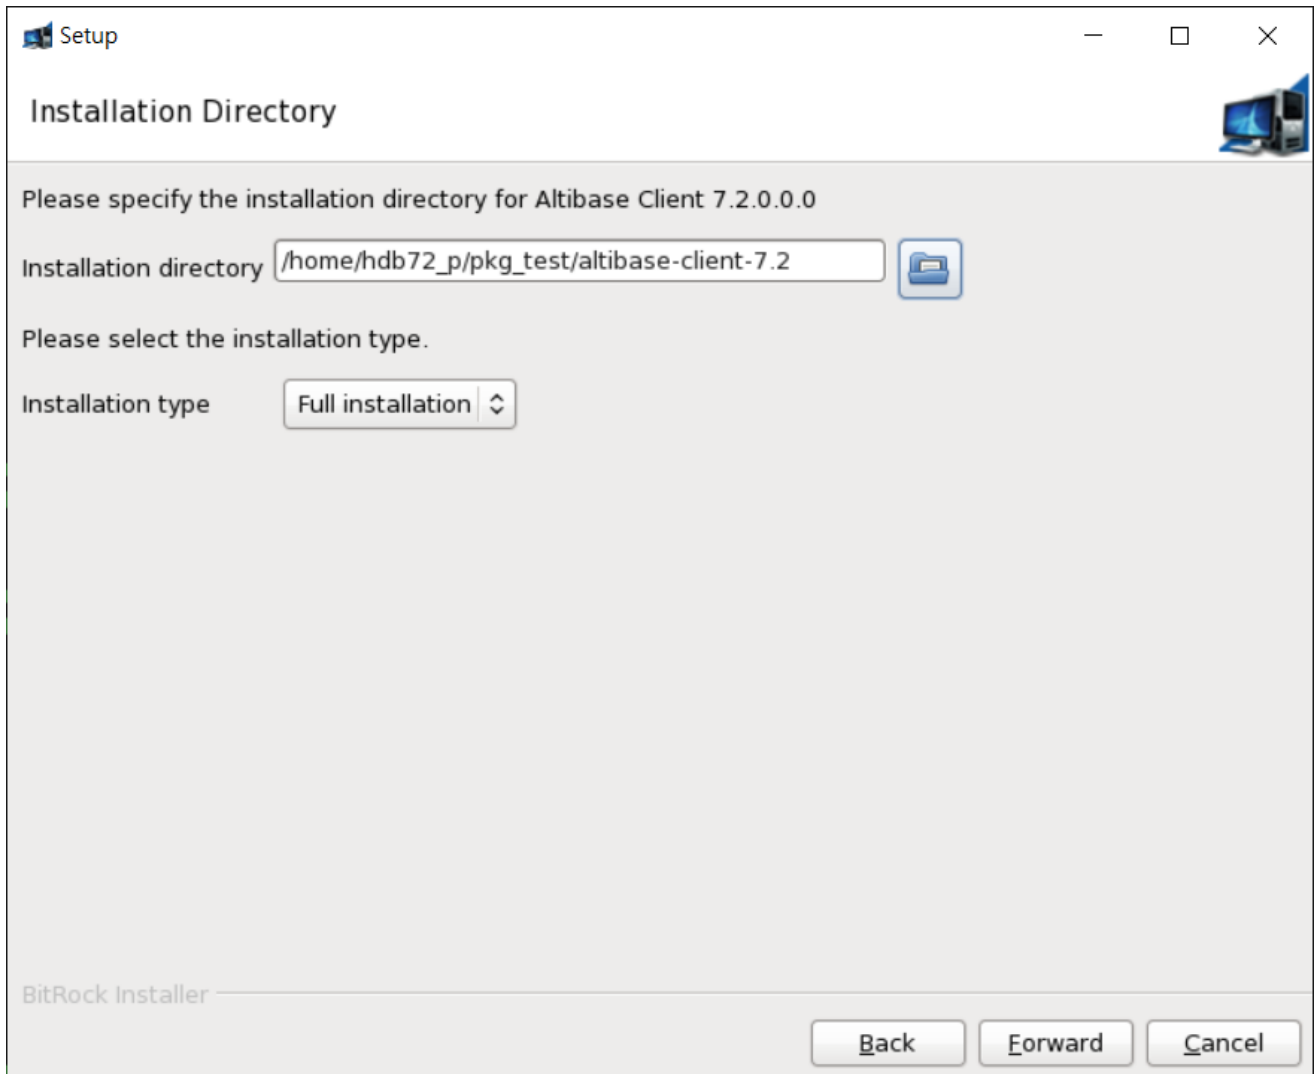 Setup
Installation Directory
Please specify the installation directory for Altibase Client 7.2.0.0.0
Installation directory /home/hdb72_p/pkg_test/altibase-client-7.2
Please select the installation type.
Installation type Full installation
BitRock Installer
Back Forward Cancel